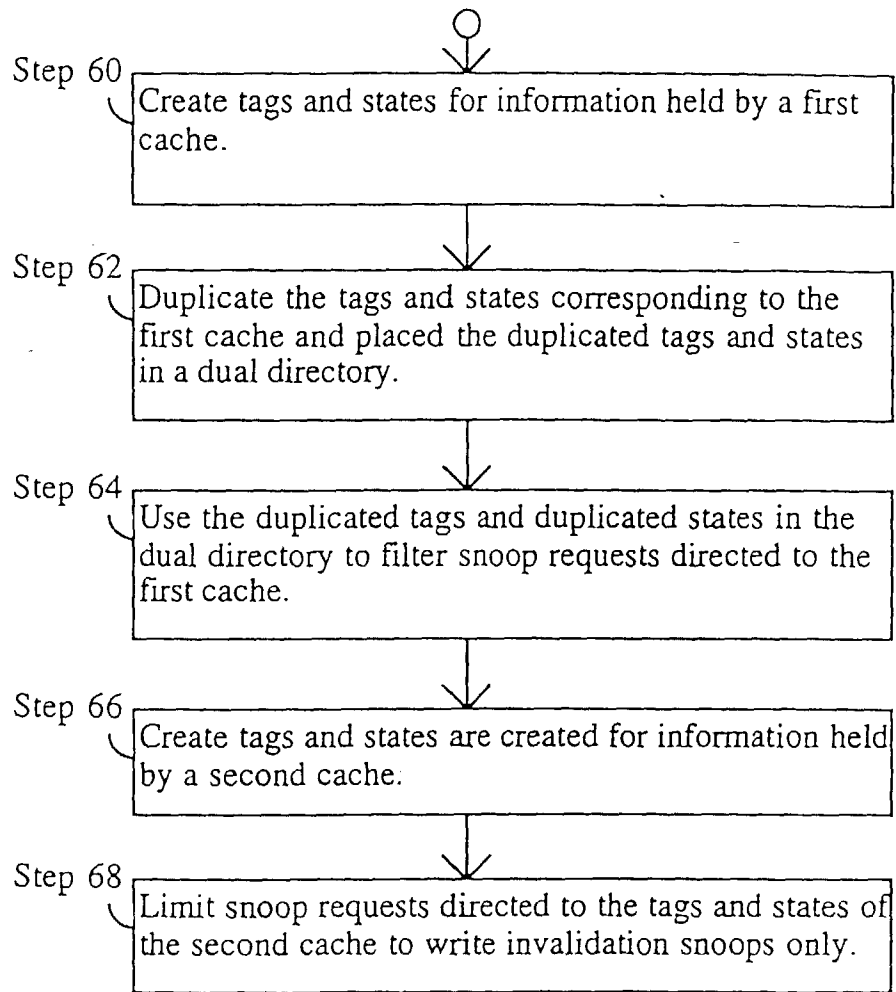 Step 60
Create tags and states for information held by a first
cache.
Step 62
Duplicate the tags and states corresponding to the
first cache and placed the duplicated tags and states
in a dual directory.
Step 64
Use the duplicated tags and duplicated states in the
dual directory to filter snoop requests directed to the
first cache.
Step 66
Create tags and states are created for information held
by a second cache.
Step 68
Limit snoop requests directed to the tags and states of
the second cache to write invalidation snoops only.